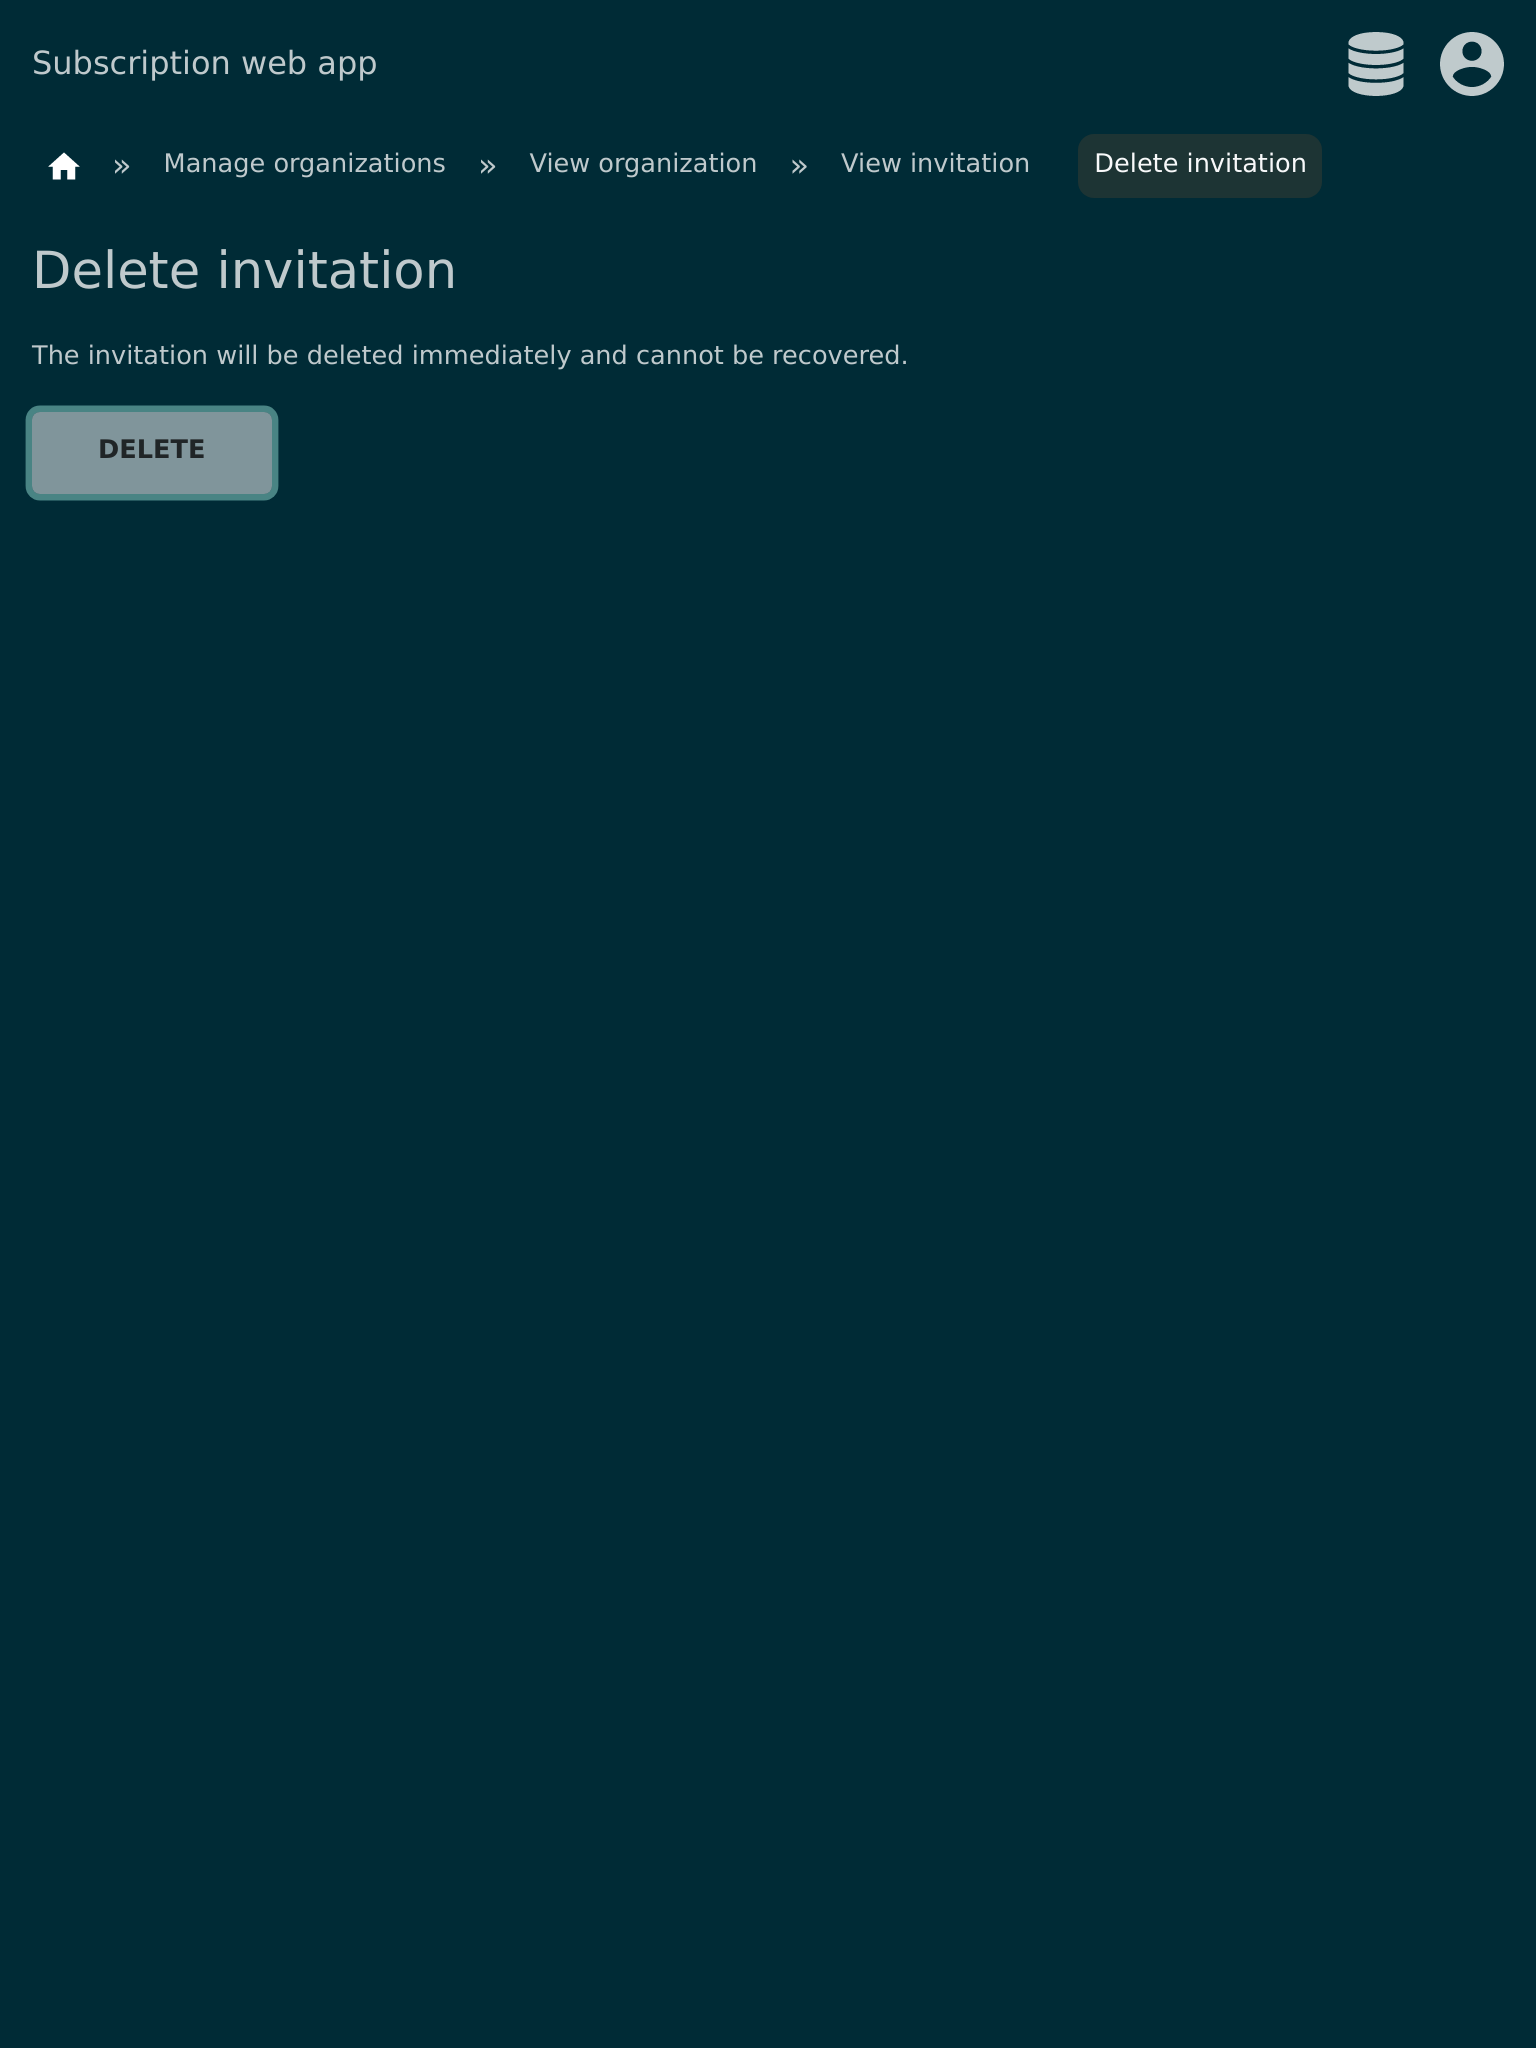 Subscription web app
» Manage organizations » View organization » View invitation Delete invitation
Delete invitation
The invitation will be deleted immediately and cannot be recovered.
DELETE